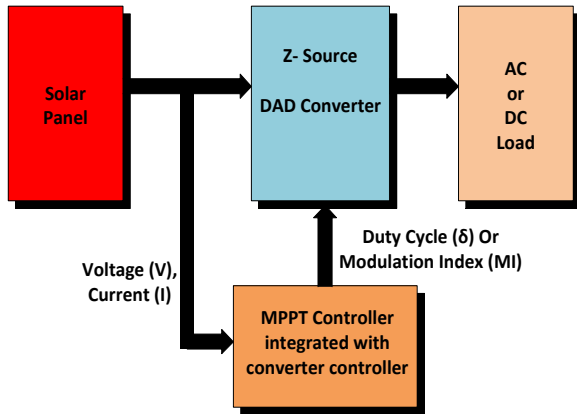 Solar
Panel
Z- Source
DAD Converter
AC
or
DC
Load
Voltage (V),
Current (I)
Duty Cycle (δ) Or
Modulation Index (MI)
MPPT Controller
integrated with
converter controller